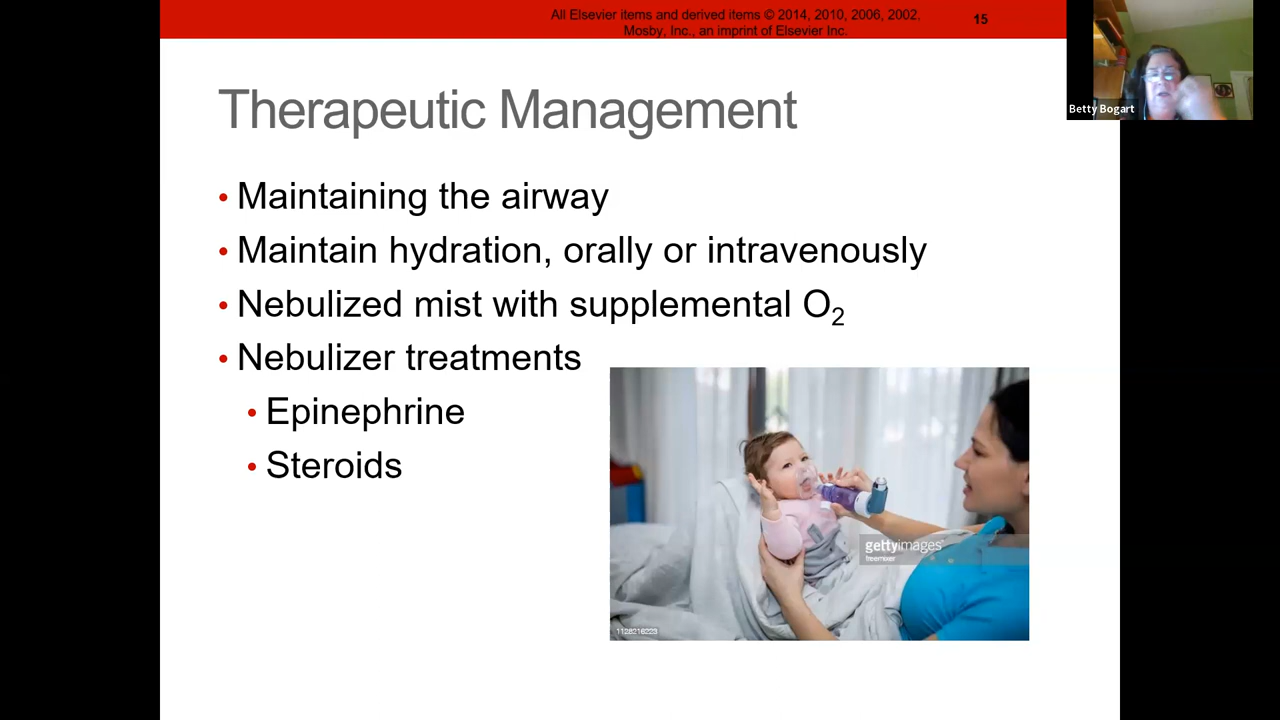 All Elsevier items and derived items © 2014, 2010, 2006, 2002,
Mosby, Inc., an imprint of Elsevier Inc.
15
Betty Bogart
Therapeutic Management
• Maintaining the airway
• Maintain hydration, orally or intravenously
• Nebulized mist with supplemental O₂
• Nebulizer treatments
• Epinephrine
• Steroids
gettyimages
freemixer
1128216223